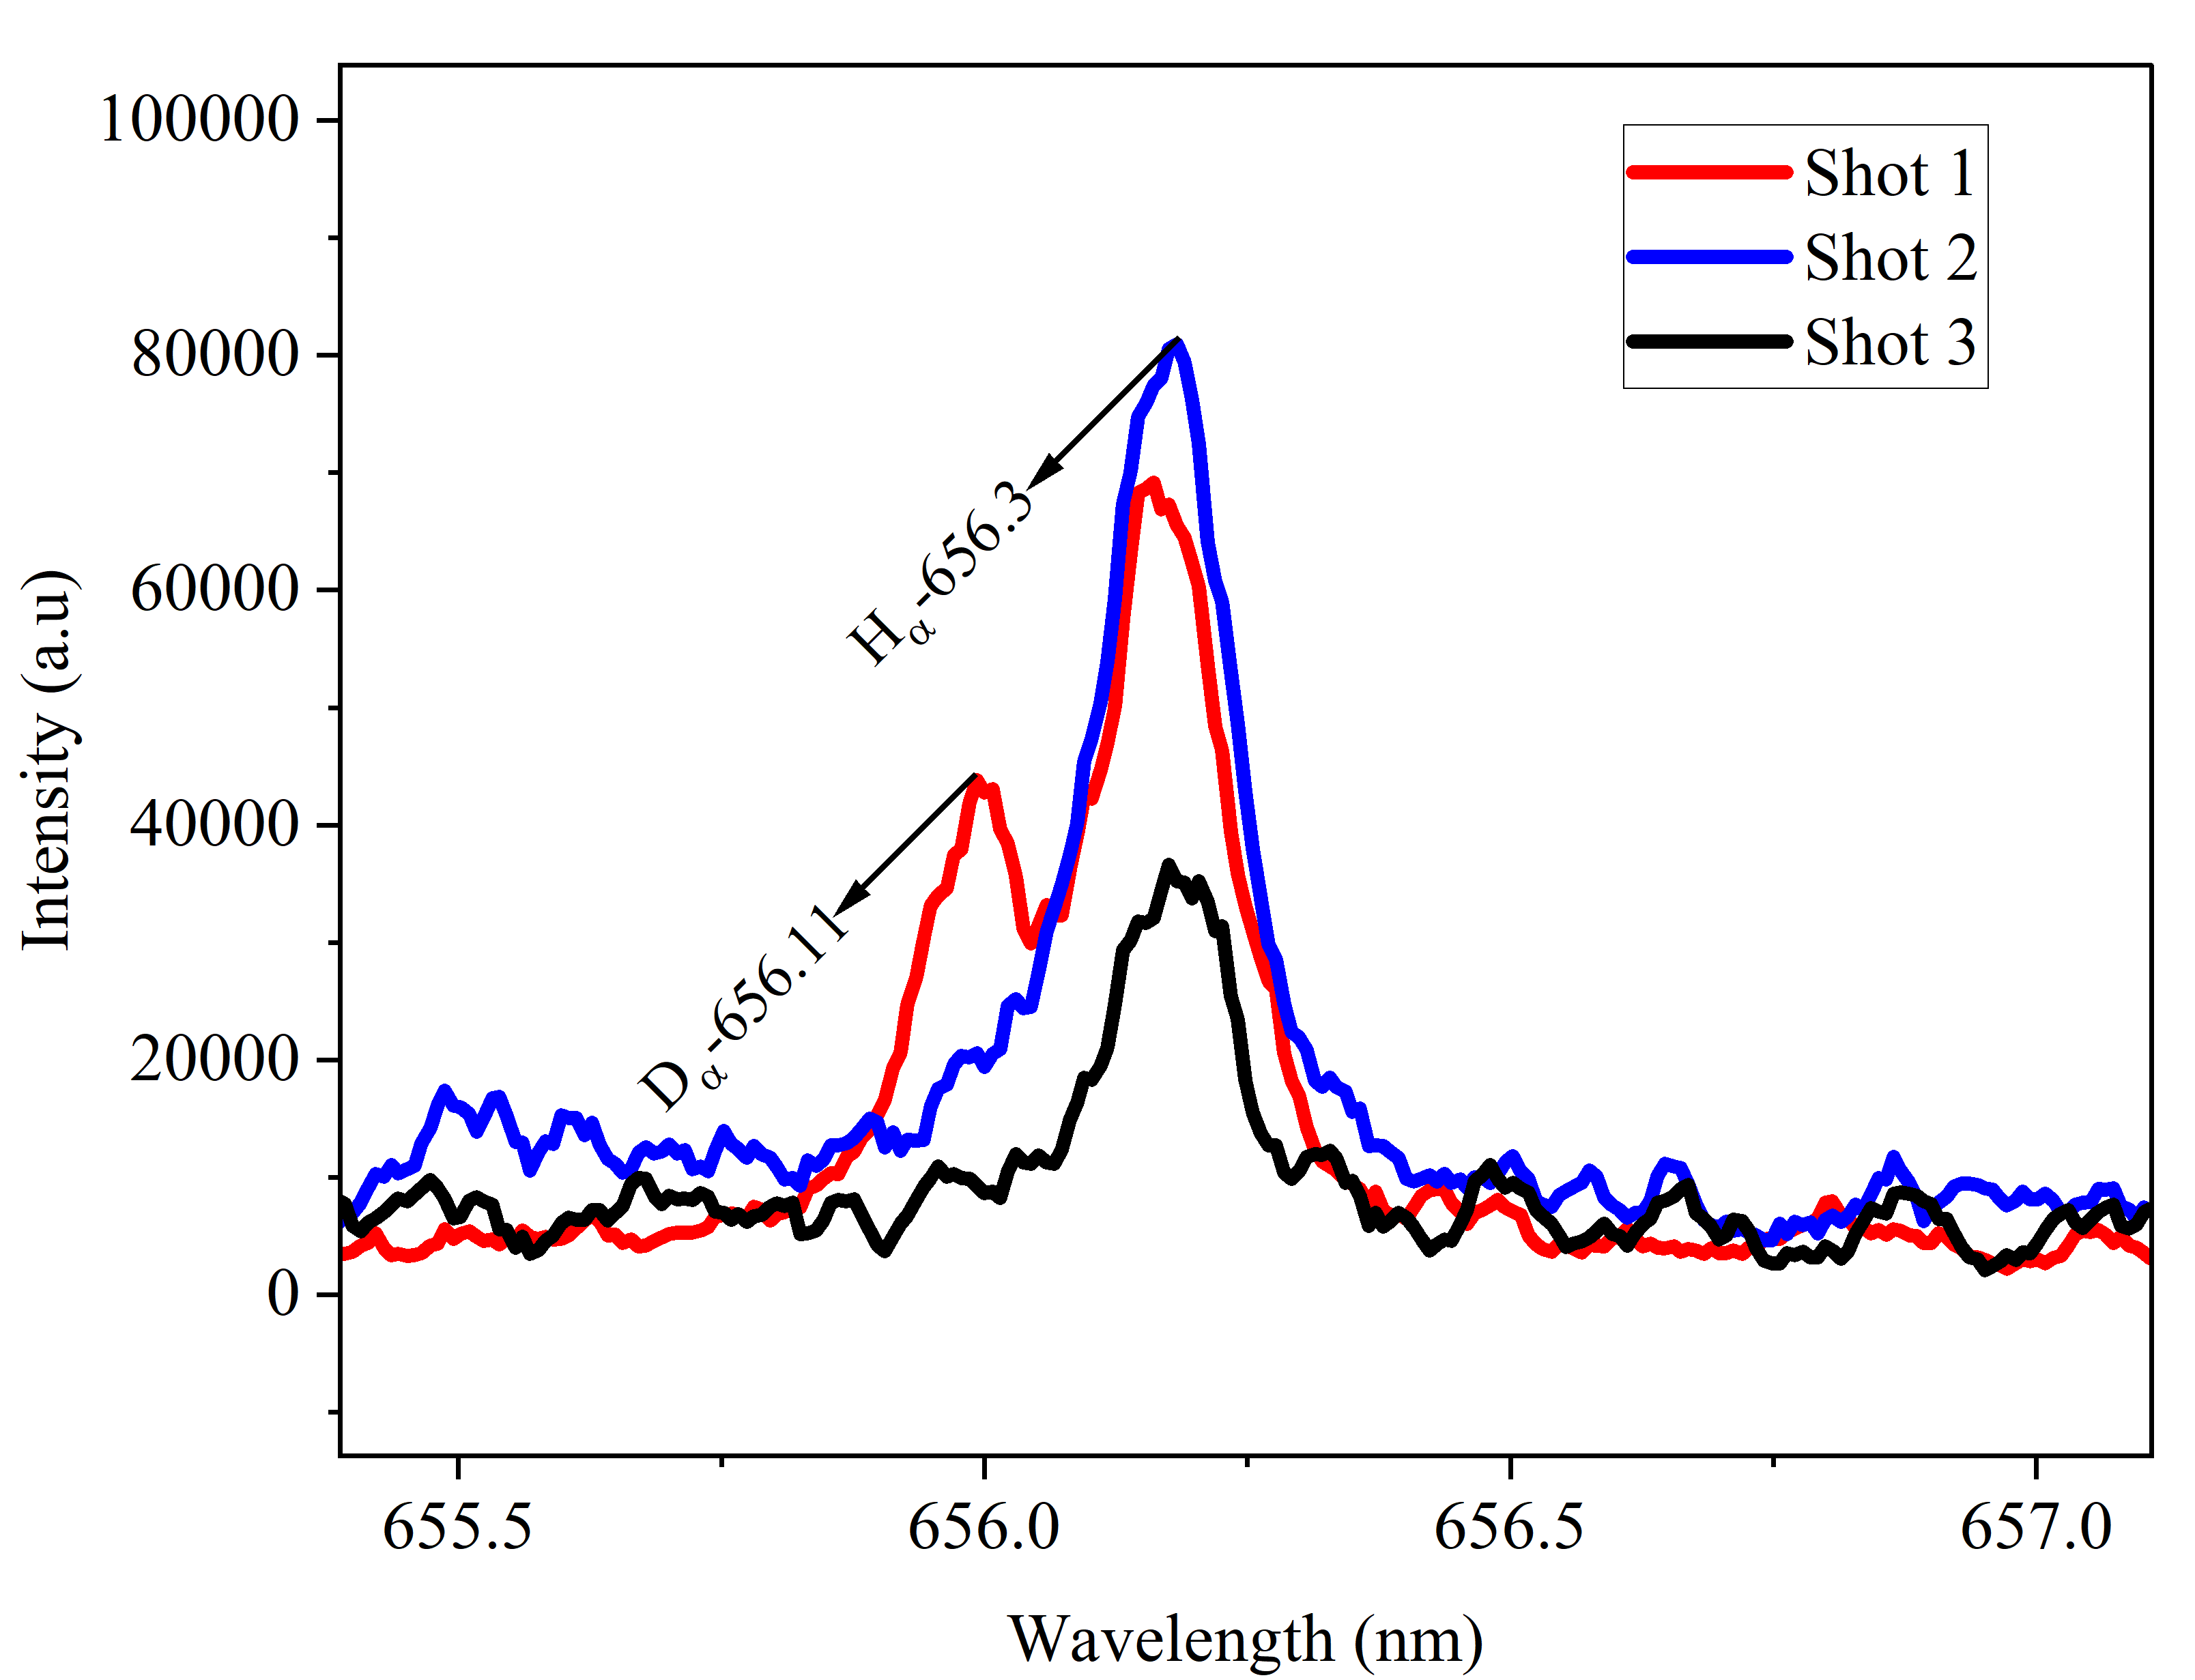 100000
80000
60000
40000
20000
0
Intensity (a.u)
Shot 1
Shot 2
Shot 3
Hα-656.3
Dα-656.11
655.5
656.0
656.5
657.0
Wavelength (nm)